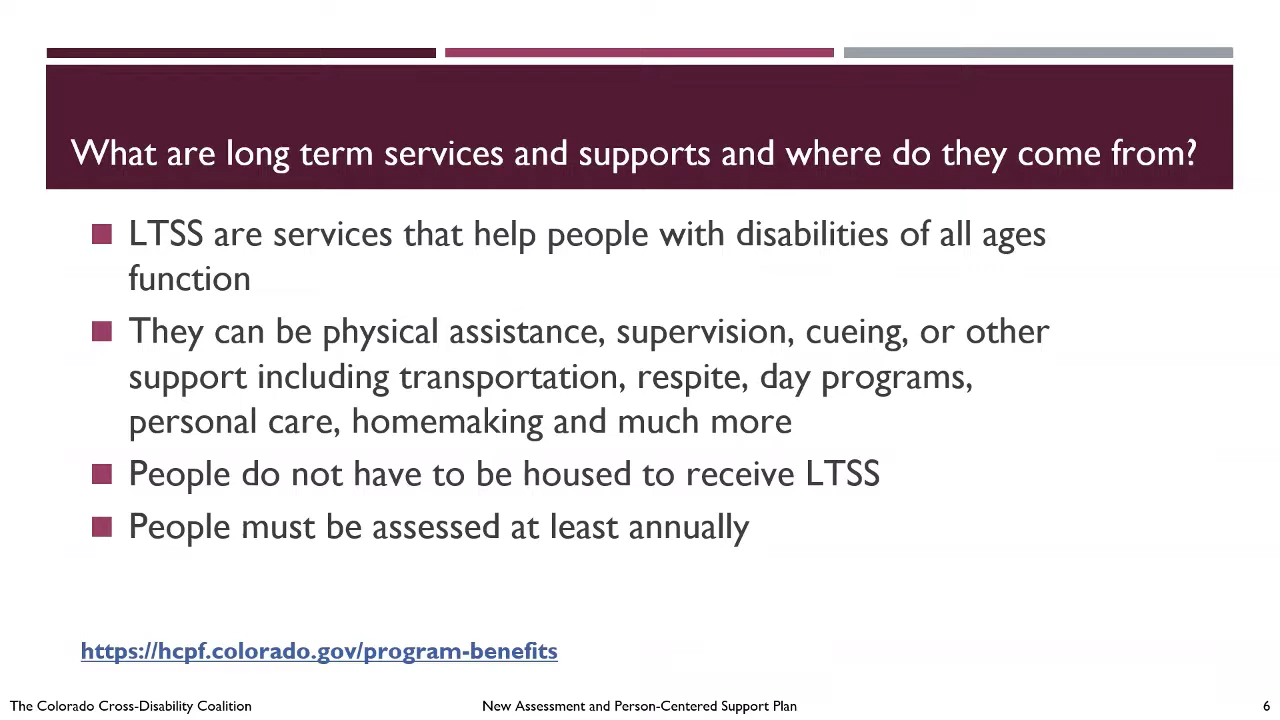 What are long term services and supports and where do they come from?
LTSS are services that help people with disabilities of all ages
function
They can be physical assistance, supervision, cueing, or other
support including transportation, respite, day programs,
personal care, homemaking and much more
People do not have to be housed to receive LTSS
People must be assessed at least annually
https://hcpf.colorado.gov/program-benefits
The Colorado Cross-Disability Coalition New Assessment and Person-Centered Support Plan 6